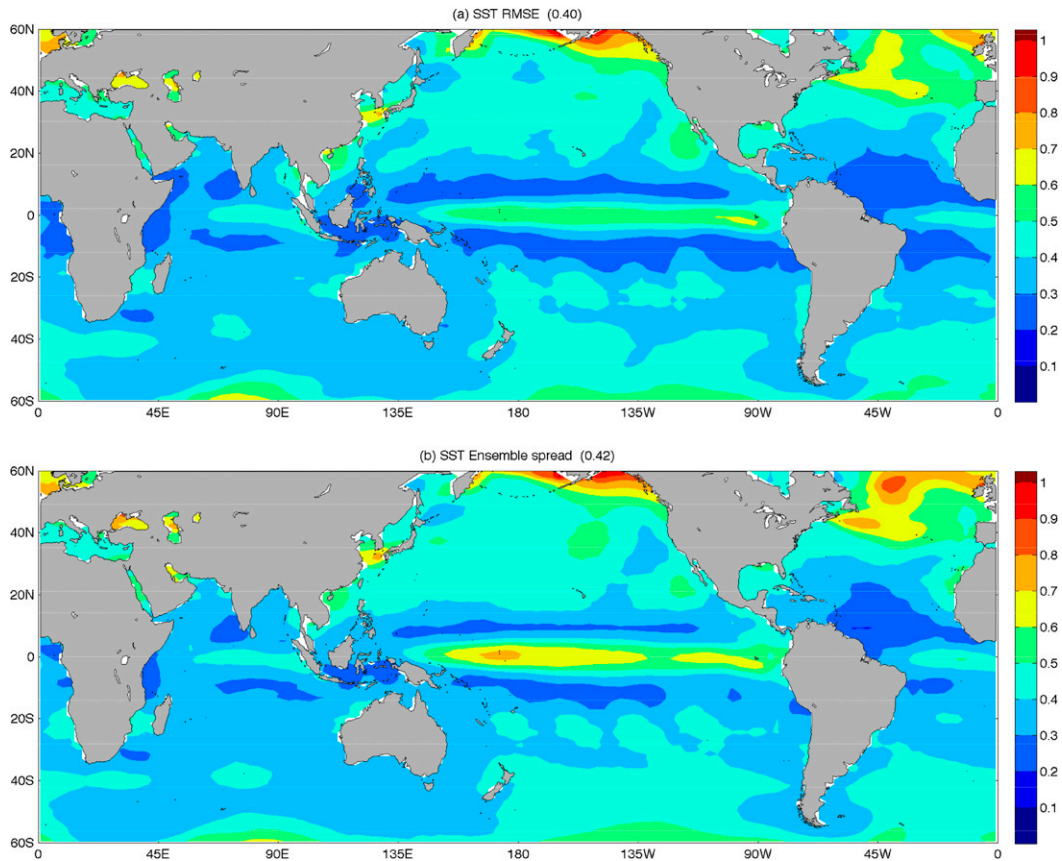 (a) SST RMSE (0.40)
60N
40N
20N
0
20S
40S
60S
0
45E
90E
135E
180
135W
90W
45W
0
1
0.9
0.8
0.7
0.6
0.5
0.4
0.3
0.2
0.1
(b) SST Ensemble spread (0.42)
60N
40N
20N
0
20S
40S
60S
0
45E
90E
135E
180
135W
90W
45W
0
1
0.9
0.8
0.7
0.6
0.5
0.4
0.3
0.2
0.1